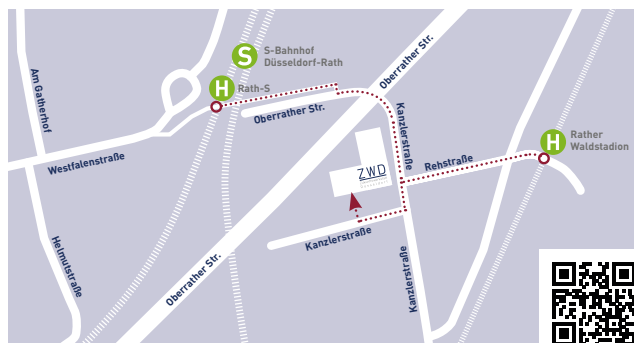 S
S-Bahnhof
Düsseldorf-Rath
H
Rath-S
Oberrather Str.
Oberrather Str.
Am Gatherhof
Westfalenstraße
Kanzlerstraße
H
Rather
Waldstadion
Rehstraße
ZWD
Kanzlerstraße
Helmutstraße
Oberrather Str.
Kanzlerstraße